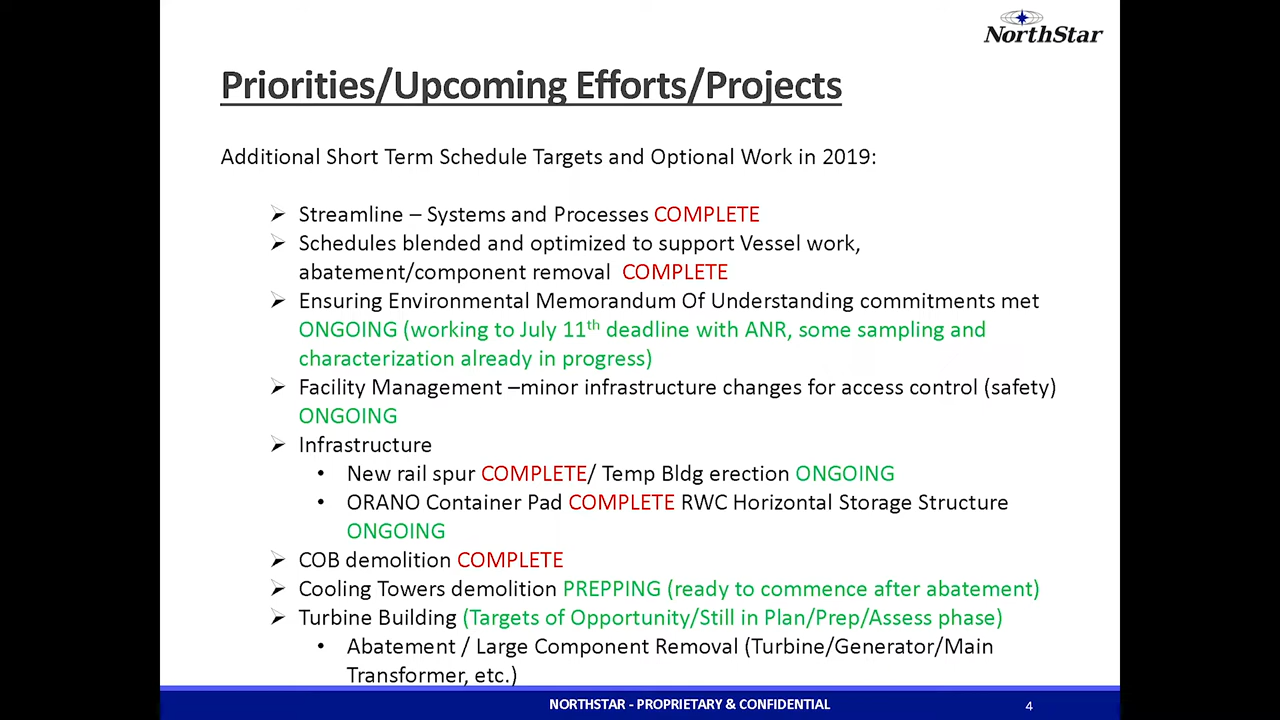 NorthStar
Priorities/Upcoming Efforts/Projects
Additional Short Term Schedule Targets and Optional Work in 2019:
➢ Streamline – Systems and Processes COMPLETE
➢ Schedules blended and optimized to support Vessel work,
abatement/component removal COMPLETE
➢ Ensuring Environmental Memorandum Of Understanding commitments met
ONGOING (working to July 11th deadline with ANR, some sampling and
characterization already in progress)
➢ Facility Management –minor infrastructure changes for access control (safety)
ONGOING
➢ Infrastructure
• New rail spur COMPLETE/ Temp Bldg erection ONGOING
• ORANO Container Pad COMPLETE RWC Horizontal Storage Structure
ONGOING
➢ COB demolition COMPLETE
➢ Cooling Towers demolition PREPPING (ready to commence after abatement)
➢ Turbine Building (Targets of Opportunity/Still in Plan/Prep/Assess phase)
• Abatement / Large Component Removal (Turbine/Generator/Main
Transformer, etc.)
NORTHSTAR - PROPRIETARY & CONFIDENTIAL
4